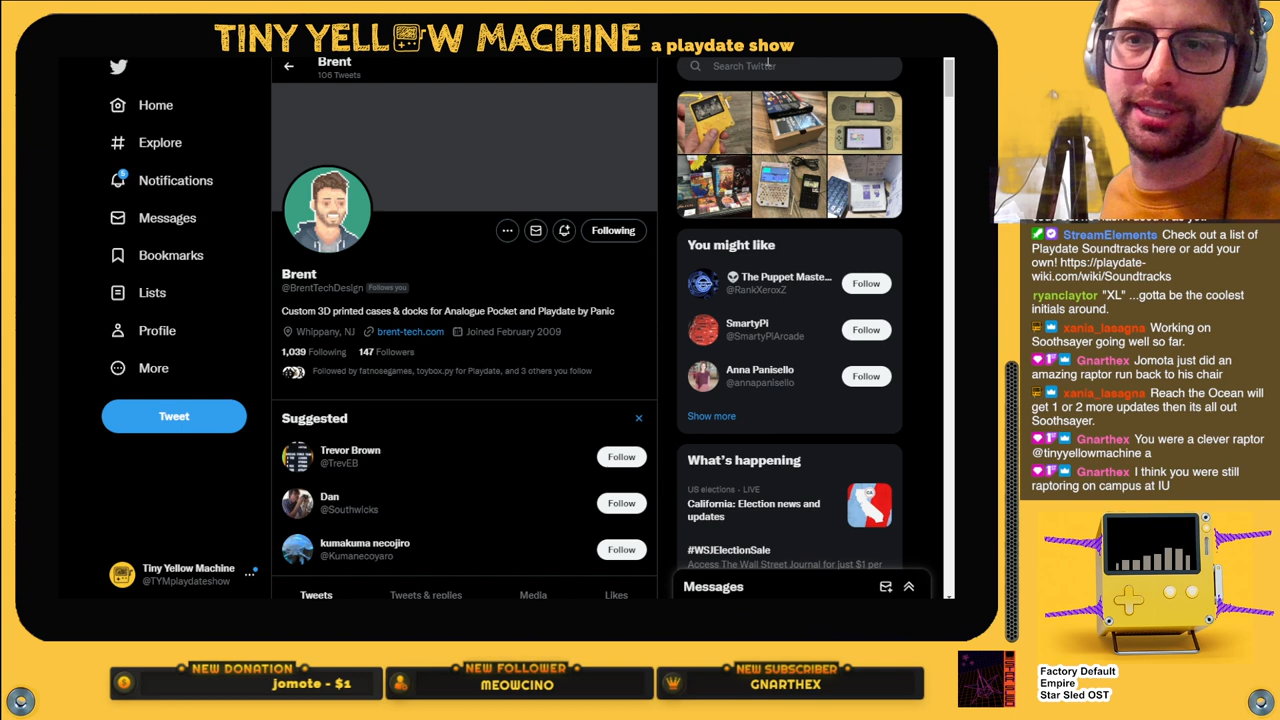 TINY YELLOW MACHINE a playdate show
Brent
106 Tweets
Search Twitter
Home
Explore
5
Notifications
Messages
Bookmarks
Lists
Profile
More
Tweet
Following
Brent
@BrentTechDesign Follows you
Custom 3D printed cases & docks for Analogue Pocket and Playdate by Panic
Whippany, NJ brent-tech.com Joined February 2009
1,039 Following 147 Followers
Followed by fatnosegames, toybox.py for Playdate, and 3 others you follow
Suggested
Trevor Brown
@TrevEB
Follow
Dan
@Southwicks
Follow
kumakuma necojiro
@Kumanecoyaro
Follow
Tweets Tweets & replies Media Likes
Tiny Yellow Machine
@TYMplaydateshow
You might like
The Puppet Maste...
@RankXeroxZ
Follow
SmartyPi
@SmartyPiArcade
Follow
Anna Panisello
@annapanisello
Follow
Show more
What's happening
US elections · LIVE
California: Election news and
updates
#WSJElectionSale
Access The Wall Street Journal for just $1 per
Messages
StreamElements Check out a list of
Playdate Soundtracks here or add your
own! https://playdate-
wiki.com/wiki/Soundtracks
ryanclaytor "XL" ...gotta be the coolest
initials around.
xania_lasagna Working on
Soothsayer going well so far.
Gnarthex Jomota just did an
amazing raptor run back to his chair
xania_lasagna Reach the Ocean will
get 1 or 2 more updates then its all out
Soothsayer.
Gnarthex You were a clever raptor
@tinyyellowmachine a
Gnarthex I think you were still
raptoring on campus at IU
NEW DONATION
jomote - $1
NEW FOLLOWER
MEOWCINO
NEW SUBSCRIBER
GNARTHEX
Factory Default
Empire
Star Sled OST